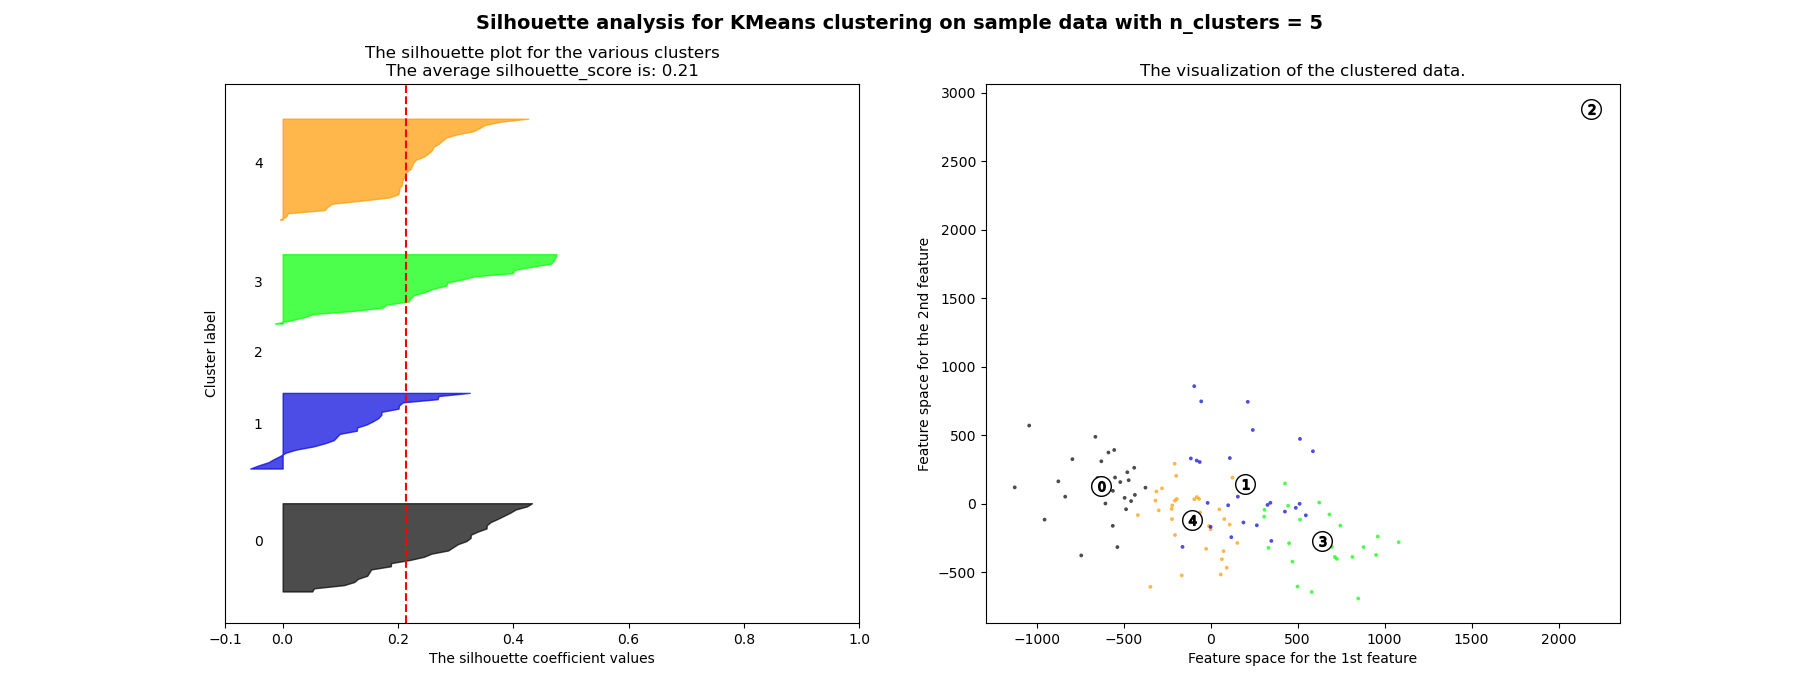 Silhouette analysis for KMeans clustering on sample data with n_clusters = 5
The silhouette plot for the various clusters
The average silhouette_score is: 0.21
4
3
2
1
0
Cluster label
−0.1 0.0 0.2 0.4 0.6 0.8 1.0
The silhouette coefficient values
The visualization of the clustered data.
3000
2500
2000
1500
1000
500
0
−500
Feature space for the 2nd feature
2
0
1
4
3
−1000 −500 0 500 1000 1500 2000
Feature space for the 1st feature